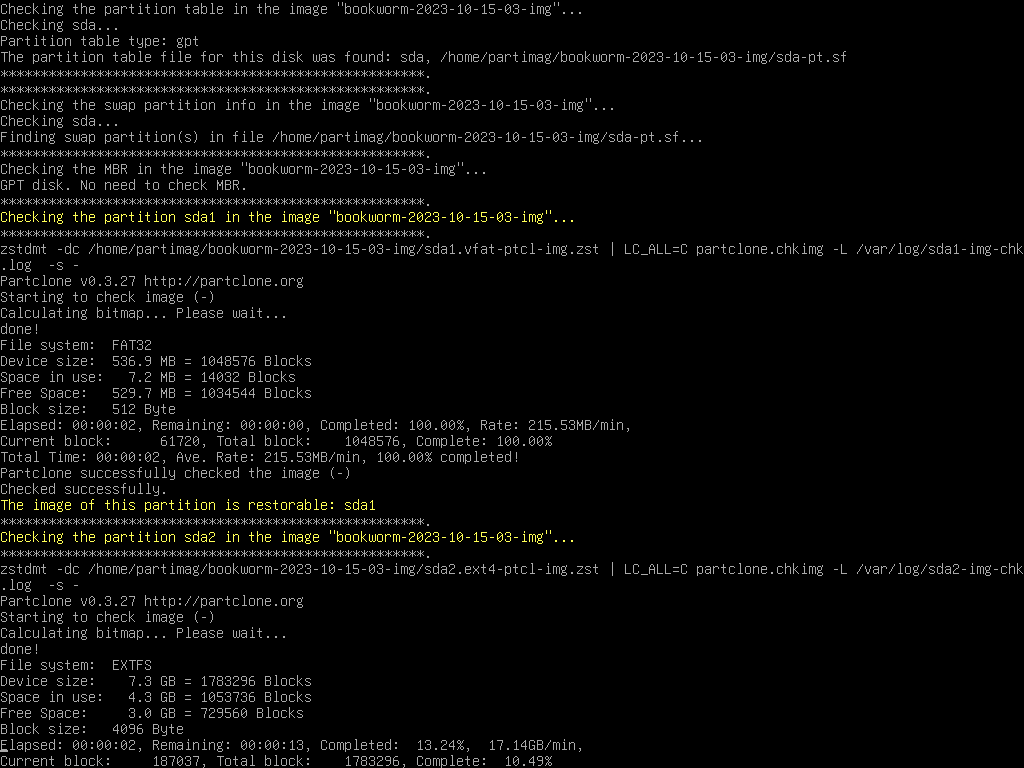 Checking the partition table in the image "bookworm-2023-10-15-03-img"...
Checking sda...
Partition table type: gpt
The partition table file for this disk was found: sda, /home/partimag/bookworm-2023-10-15-03-img/sda-pt.sf
*****************************************************.
*****************************************************.
Checking the swap partition info in the image "bookworm-2023-10-15-03-img"...
Checking sda...
Finding swap partition(s) in file /home/partimag/bookworm-2023-10-15-03-img/sda-pt.sf...
*****************************************************.
Checking the MBR in the image "bookworm-2023-10-15-03-img"...
GPT disk. No need to check MBR.
*****************************************************.
Checking the partition sda1 in the image "bookworm-2023-10-15-03-img"...
*****************************************************.
zstdmt -dc /home/partimag/bookworm-2023-10-15-03-img/sda1.vfat-ptcl-img.zst | LC_ALL=C partclone.chkimg -L /var/log/sda1-img-chk
.log  -s -
Partclone v0.3.27 http://partclone.org
Starting to check image (-)
Calculating bitmap... Please wait...
done!
File system:  FAT32
Device size:  536.9 MB = 1048576 Blocks
Space in use:   7.2 MB = 14032 Blocks
Free Space:   529.7 MB = 1034544 Blocks
Block size:   512 Byte
Elapsed: 00:00:02, Remaining: 00:00:00, Completed: 100.00%, Rate: 215.53MB/min,
Current block:      61720, Total block:    1048576, Complete: 100.00%
Total Time: 00:00:02, Ave. Rate: 215.53MB/min, 100.00% completed!
Partclone successfully checked the image (-)
Checked successfully.
The image of this partition is restorable: sda1
*****************************************************.
Checking the partition sda2 in the image "bookworm-2023-10-15-03-img"...
*****************************************************.
zstdmt -dc /home/partimag/bookworm-2023-10-15-03-img/sda2.ext4-ptcl-img.zst | LC_ALL=C partclone.chkimg -L /var/log/sda2-img-chk
.log  -s -
Partclone v0.3.27 http://partclone.org
Starting to check image (-)
Calculating bitmap... Please wait...
done!
File system:  EXTFS
Device size:    7.3 GB = 1783296 Blocks
Space in use:   4.3 GB = 1053736 Blocks
Free Space:     3.0 GB = 729560 Blocks
Block size:   4096 Byte
Elapsed: 00:00:02, Remaining: 00:00:13, Completed:  13.24%,  17.14GB/min,
Current block:     187037, Total block:    1783296, Complete:  10.49%